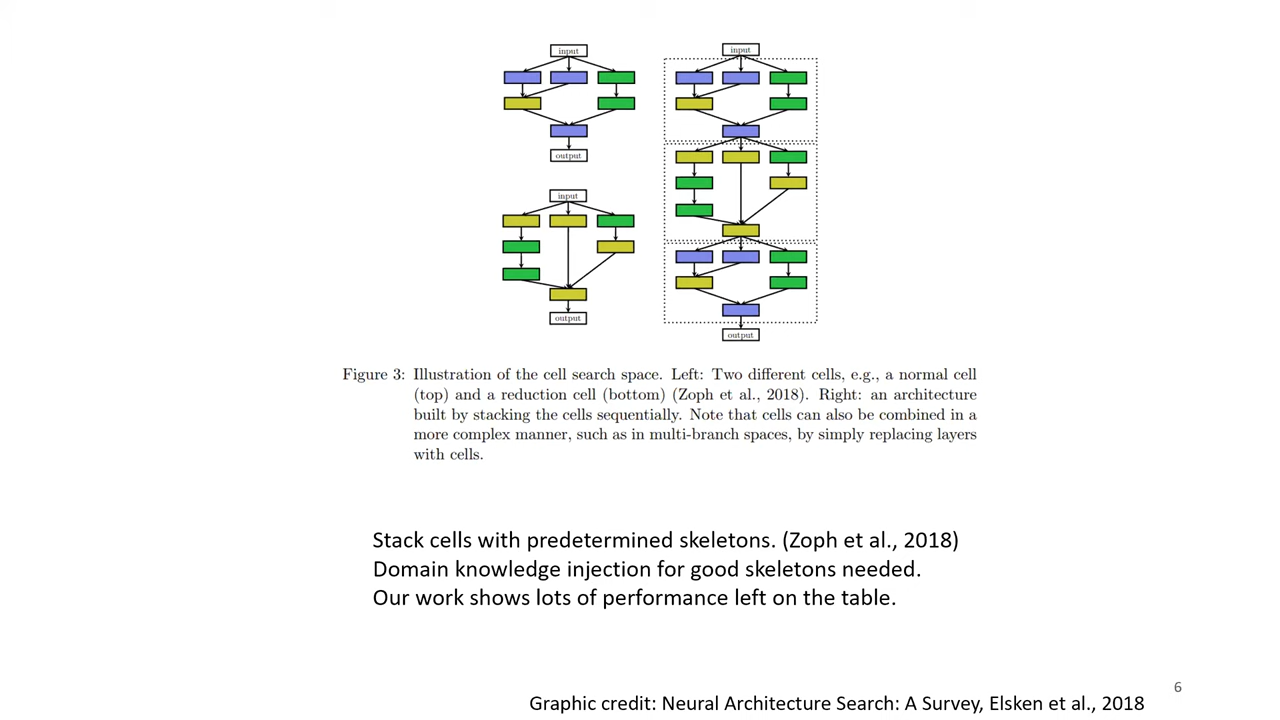 input
output
input
output
input
output
Figure 3: Illustration of the cell search space. Left: Two different cells, e.g., a normal cell
(top) and a reduction cell (bottom) (Zoph et al., 2018). Right: an architecture
built by stacking the cells sequentially. Note that cells can also be combined in a
more complex manner, such as in multi-branch spaces, by simply replacing layers
with cells.
Stack cells with predetermined skeletons. (Zoph et al., 2018)
Domain knowledge injection for good skeletons needed.
Our work shows lots of performance left on the table.
6
Graphic credit: Neural Architecture Search: A Survey, Elsken et al., 2018